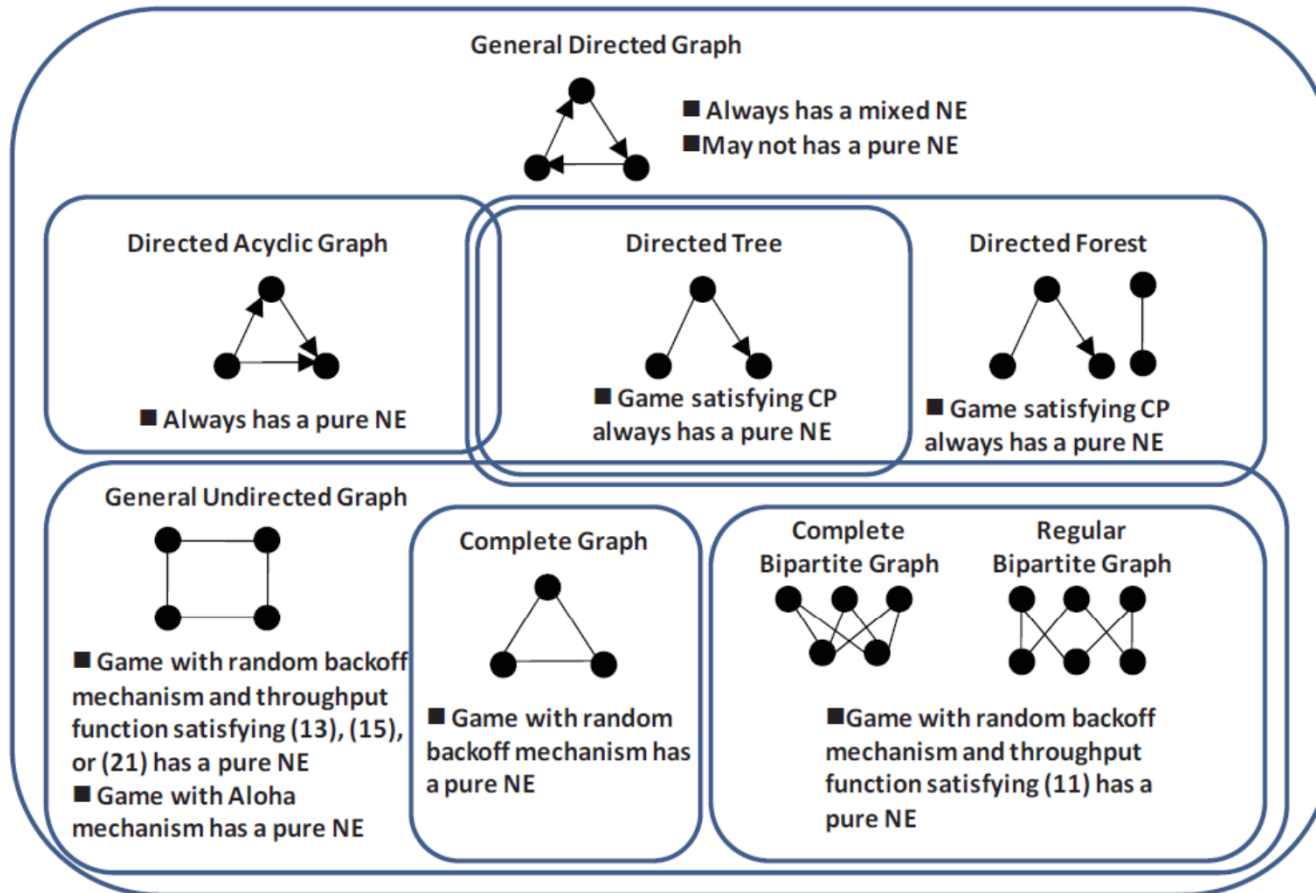 General Directed Graph
■ Always has a mixed NE
■May not has a pure NE
Directed Acyclic Graph
■ Always has a pure NE
Directed Tree
■ Game satisfying CP
always has a pure NE
Directed Forest
■ Game satisfying CP
always has a pure NE
General Undirected Graph
■ Game with random backoff
mechanism and throughput
function satisfying (13), (15),
or (21) has a pure NE
■ Game with Aloha
mechanism has a pure NE
Complete Graph
■ Game with random
backoff mechanism has
a pure NE
Complete
Bipartite Graph
Regular
Bipartite Graph
■Game with random backoff
mechanism and throughput
function satisfying (11) has a
pure NE